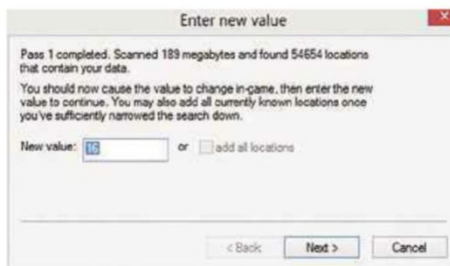 Enter new value
Pass 1 completed. Scanned 189 megabytes and found 54654 locations
that contain your data.
You should now cause the value to change in-game, then enter the new
value to continue. You may also add all currently known locations once
you've sufficiently narrowed the search down.
New value: 16 or add all locations
< Back Next > Cancel